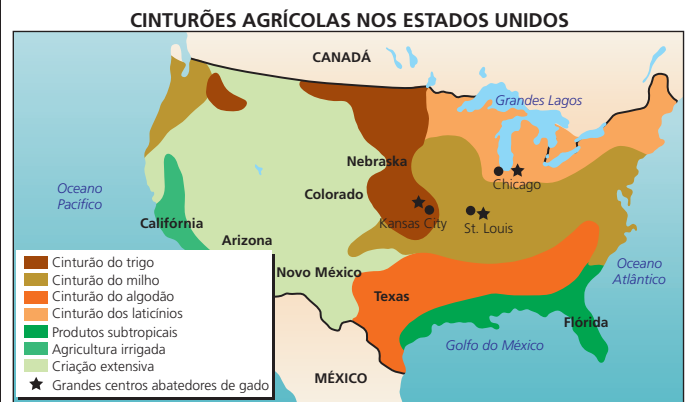 CINTURÕES AGRÍCOLAS NOS ESTADOS UNIDOS
CANADÁ
Grandes Lagos
Nebraska
Chicago
Oceano
Pacífico
Colorado
Califórnia
Kansas City
St. Louis
Arizona
Novo México
Oceano
Atlântico
Texas
Flórida
Golfo do México
MÉXICO
Cinturão do trigo
Cinturão do milho
Cinturão do algodão
Cinturão dos laticínios
Produtos subtropicais
Agricultura irrigada
Criação extensiva
Grandes centros abatedores de gado